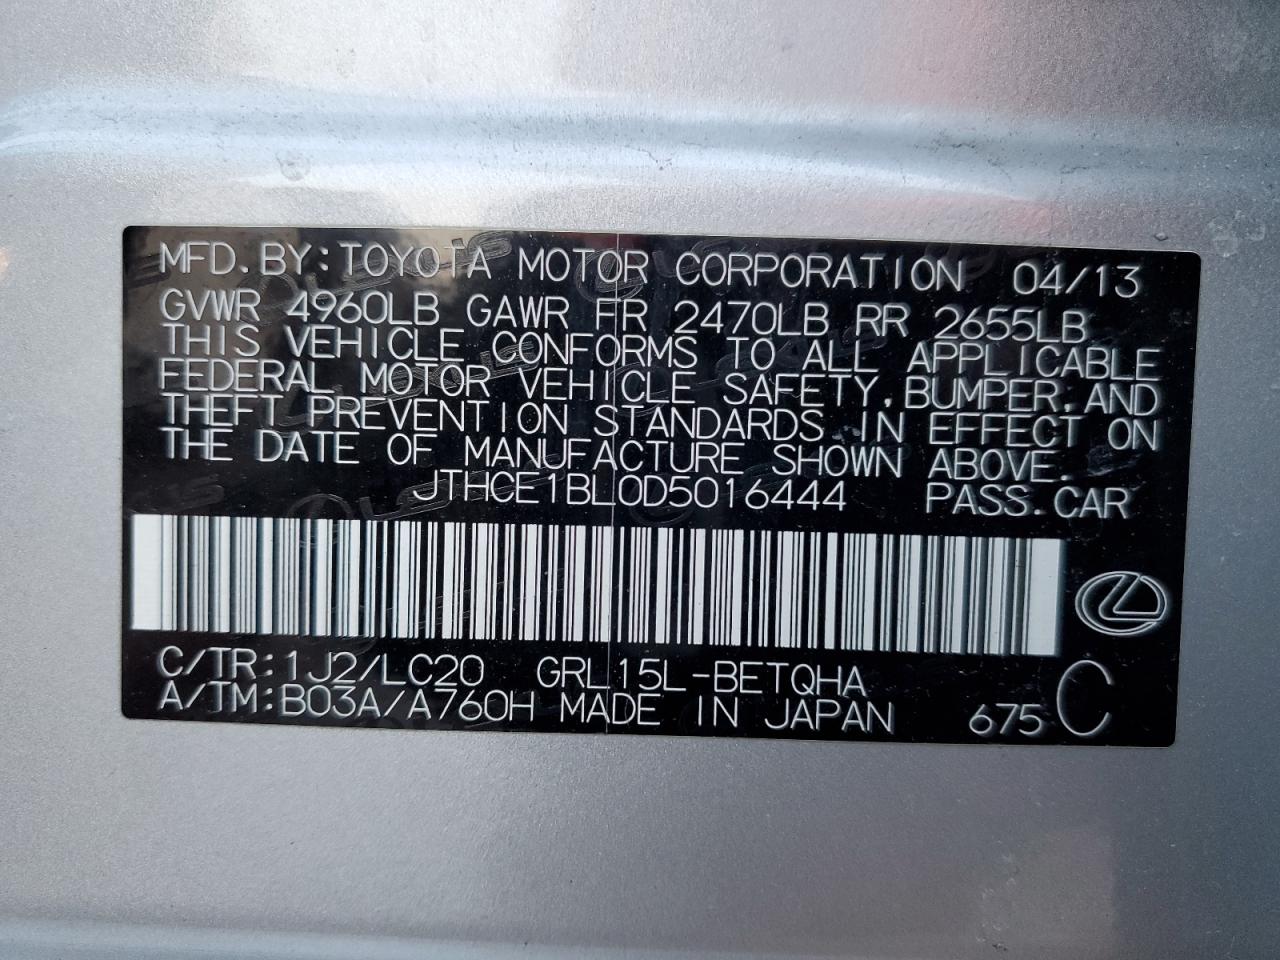 MFD. BY: TOYOTA MOTOR CORPORATION 04/13
GVWR 4960LB GAWR FR 2470LB RR 2655LB
THIS VEHICLE CONFORMS TO ALL APPLICABLE
FEDERAL MOTOR VEHICLE SAFETY, BUMPER, AND
THEFT PREVENTION STANDARDS IN EFFECT ON
THE DATE OF MANUFACTURE SHOWN ABOVE.
JTHCE1BL0D5016444 PASS. CAR
C/TR: 1J2/LC20 GRL15L-BETQHA
A/TM: B03A/A760H MADE IN JAPAN 675 C